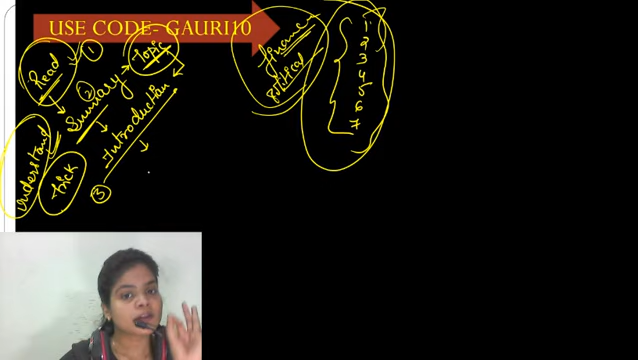 USE CODE- GAURI10
Read
1
2
Summary
Topic
Introduction
3
understand
trick
finance
political
1
2
3
4
5
6
7